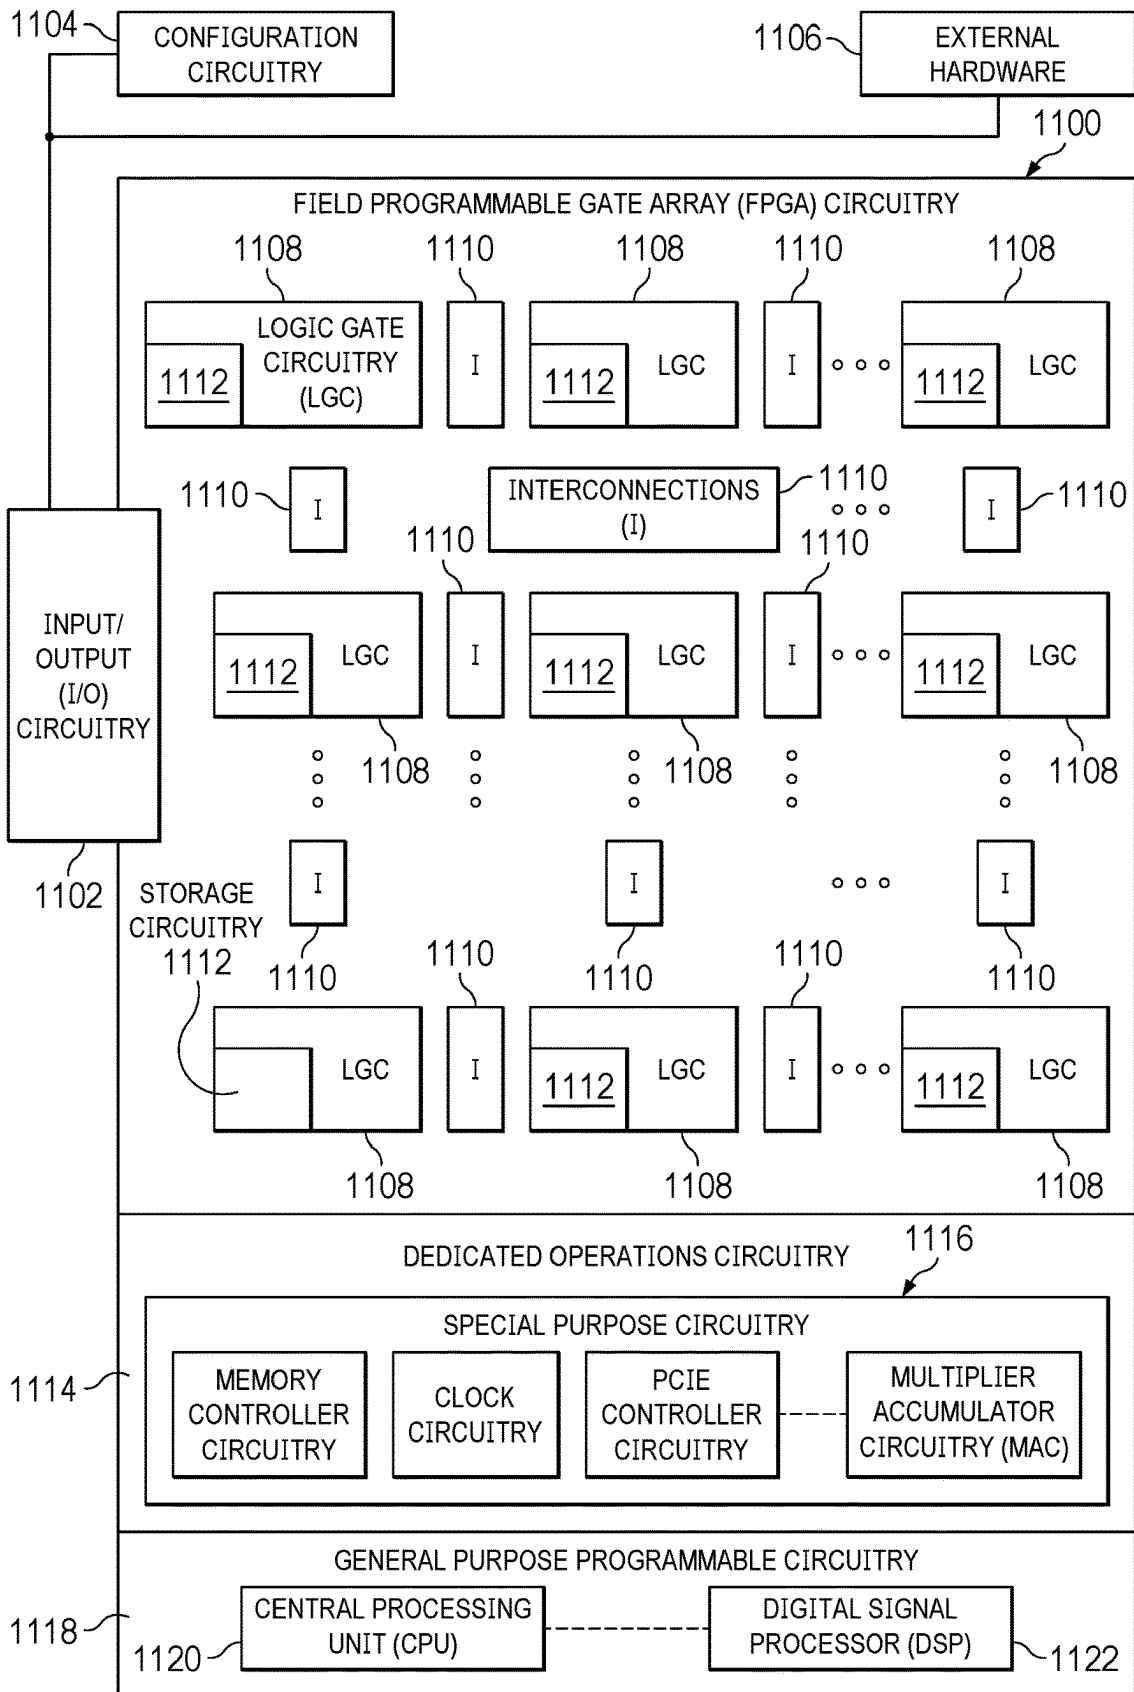 1104
CONFIGURATION
CIRCUITRY
1106
EXTERNAL
HARDWARE
1100
FIELD PROGRAMMABLE GATE ARRAY (FPGA) CIRCUITRY
1108 1110 1108 1110 1108
LOGIC GATE
CIRCUITRY
(LGC)
1112
I
1112 LGC
I
1112 LGC
1110 I
INTERCONNECTIONS
(I)
1110
I 1110
1110 1110
INPUT/
OUTPUT
(I/O)
CIRCUITRY
1102
1112 LGC
I
1112 LGC
I
1112 LGC
1108 1108 1108
I I I
1110 1110 1110
STORAGE
CIRCUITRY
1112
1110 1110
LGC
I
1112 LGC
I
1112 LGC
1108 1108 1108
DEDICATED OPERATIONS CIRCUITRY
1116
SPECIAL PURPOSE CIRCUITRY
1114
MEMORY
CONTROLLER
CIRCUITRY
CLOCK
CIRCUITRY
PCIE
CONTROLLER
CIRCUITRY
MULTIPLIER
ACCUMULATOR
CIRCUITRY (MAC)
GENERAL PURPOSE PROGRAMMABLE CIRCUITRY
1118
CENTRAL PROCESSING
UNIT (CPU)
1120
DIGITAL SIGNAL
PROCESSOR (DSP)
1122